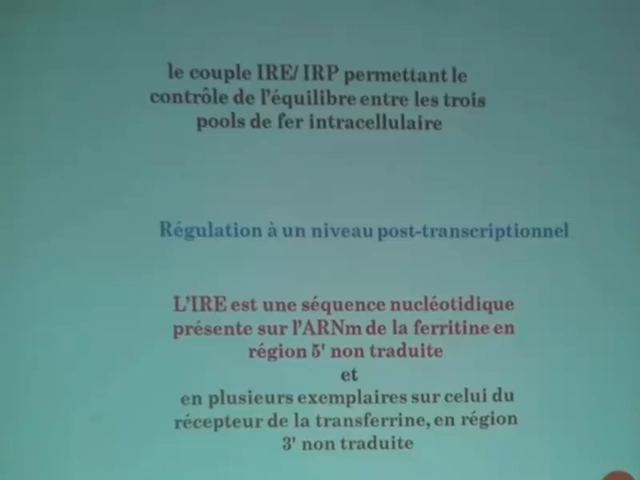 le couple IRE/ IRP permettant le
contrôle de l'équilibre entre les trois
pools de fer intracellulaire
Régulation à un niveau post-transcriptionnel
L'IRE est une séquence nucléotidique
présente sur l'ARNm de la ferritine en
région 5' non traduite
et
en plusieurs exemplaires sur celui du
récepteur de la transferrine, en région
3' non traduite